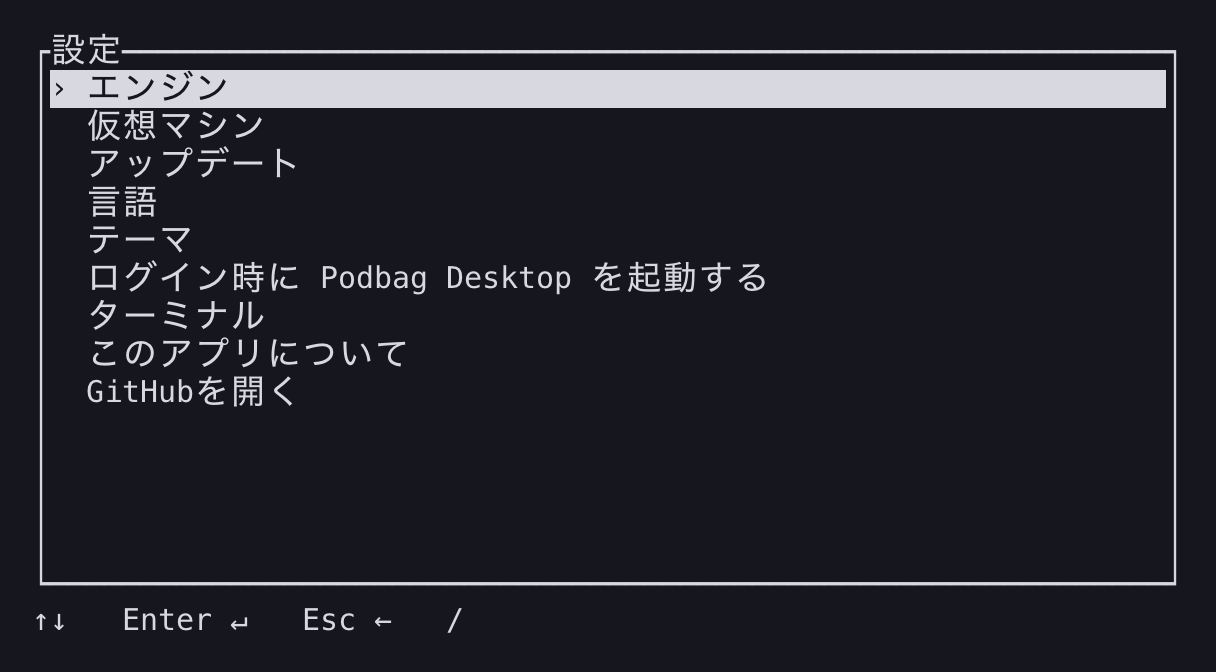 設定
› エンジン
仮想マシン
アップデート
言語
テーマ
ログイン時に Podbag Desktop を起動する
ターミナル
このアプリについて
GitHubを開く
↑↓ Enter ↵ Esc ← /